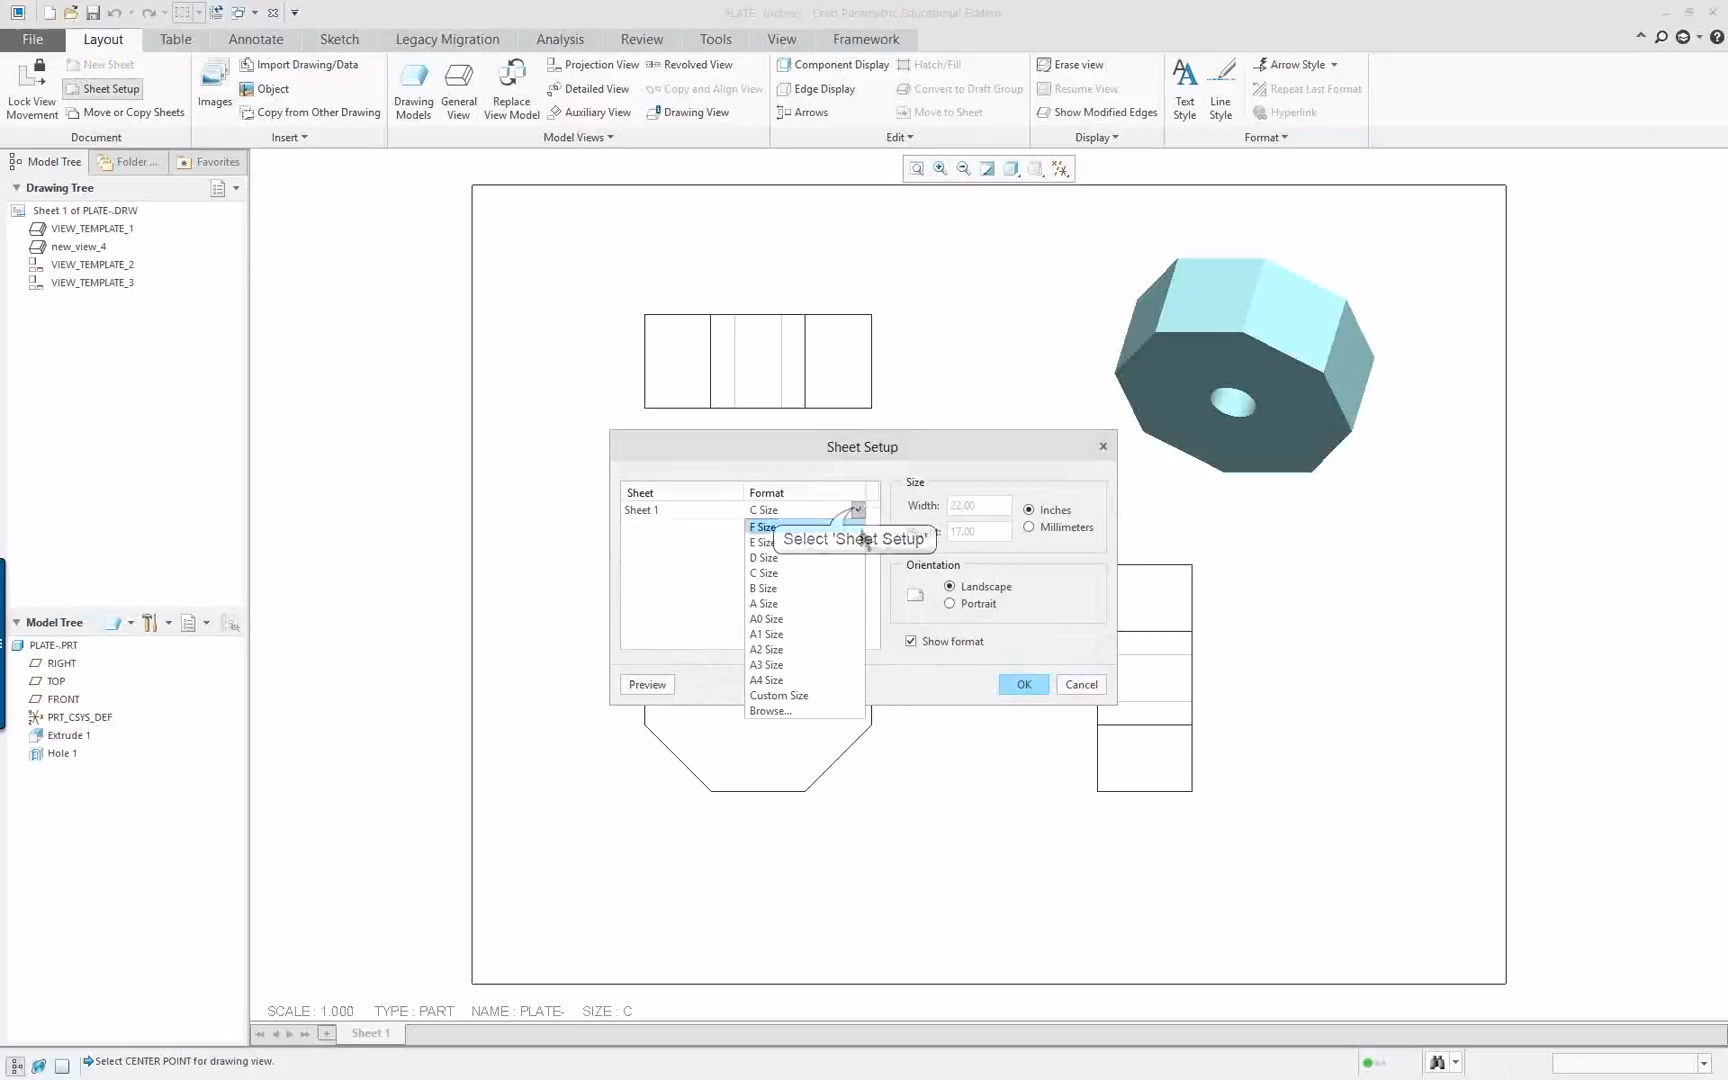 PLATE- (Active) - Creo Parametric Educational Edition
File Layout Table Annotate Sketch Legacy Migration Analysis Review Tools View Framework
Lock View Movement
New Sheet
Sheet Setup
Move or Copy Sheets
Document
Images
Import Drawing/Data
Object
Copy from Other Drawing
Insert
Drawing Models
General View
Replace View Model
Projection View
Detailed View
Auxiliary View
Revolved View
Copy and Align View
Drawing View
Model Views
Component Display
Edge Display
Arrows
Hatch/Fill
Convert to Draft Group
Move to Sheet
Edit
Erase view
Resume View
Show Modified Edges
Display
Text Style
Line Style
Arrow Style
Repeat Last Format
Hyperlink
Format
Model Tree Folder ... Favorites
Drawing Tree
Sheet 1 of PLATE-.DRW
VIEW_TEMPLATE_1
new_view_4
VIEW_TEMPLATE_2
VIEW_TEMPLATE_3
Model Tree
PLATE-.PRT
RIGHT
TOP
FRONT
PRT_CSYS_DEF
Extrude 1
Hole 1
Sheet Setup
Sheet Format
Sheet 1 C Size
F Size
E Size
D Size
C Size
B Size
A Size
A0 Size
A1 Size
A2 Size
A3 Size
A4 Size
Custom Size
Browse...
Select 'Sheet Setup'
Size
Width: 22.00
17.00
Inches
Millimeters
Orientation
Landscape
Portrait
Show format
Preview OK Cancel
SCALE : 1.000 TYPE : PART NAME : PLATE- SIZE : C
Sheet 1
Select CENTER POINT for drawing view.